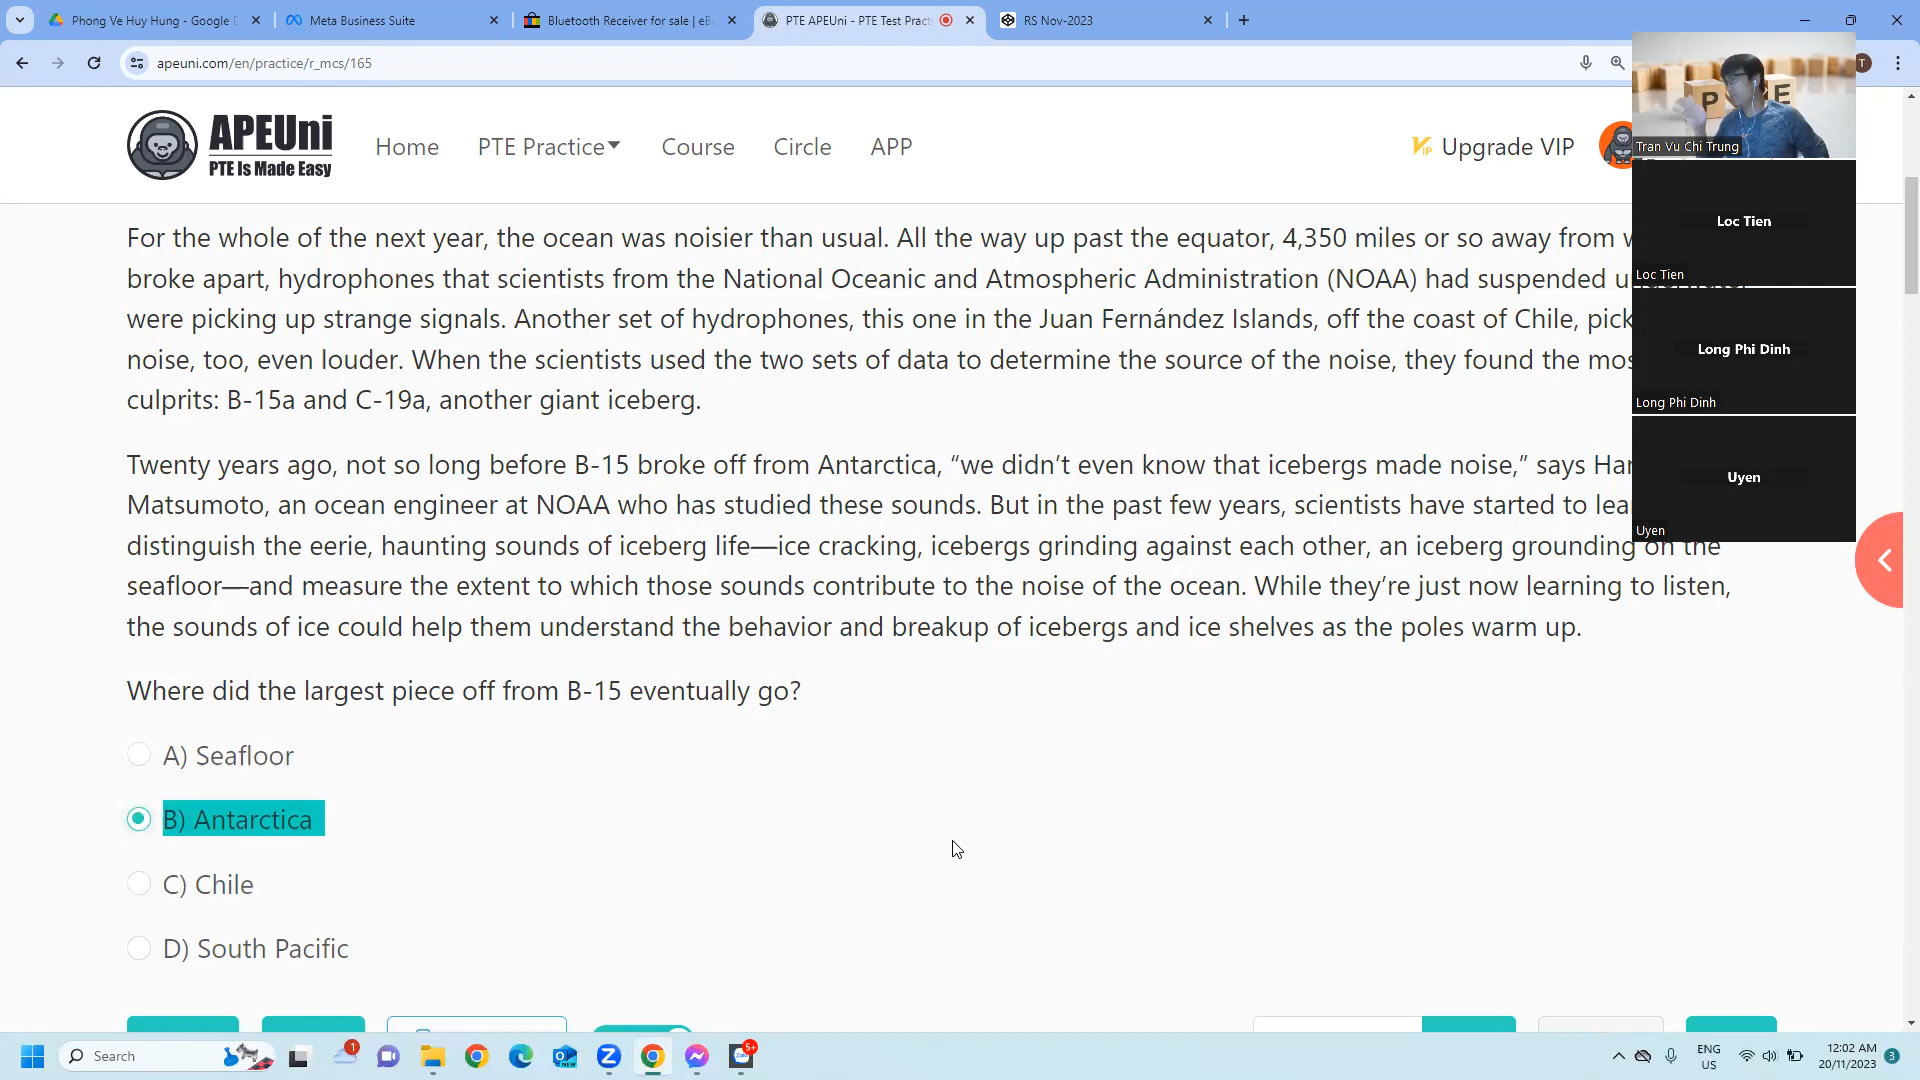 Phong Ve Huy Hung - Google D
Meta Business Suite
Bluetooth Receiver for sale | eB
PTE APEUni - PTE Test Practi
RS Nov-2023
apeuni.com/en/practice/r_mcs/165
T
APEUni
PTE Is Made Easy
Home
PTE Practice
Course
Circle
APP
Upgrade VIP
P E
Tran Vu Chi Trung
Loc Tien
Loc Tien
Long Phi Dinh
Long Phi Dinh
Uyen
Uyen
For the whole of the next year, the ocean was noisier than usual. All the way up past the equator, 4,350 miles or so away from w
broke apart, hydrophones that scientists from the National Oceanic and Atmospheric Administration (NOAA) had suspended
were picking up strange signals. Another set of hydrophones, this one in the Juan Fernández Islands, off the coast of Chile, pick
noise, too, even louder. When the scientists used the two sets of data to determine the source of the noise, they found the mos
culprits: B-15a and C-19a, another giant iceberg.
Twenty years ago, not so long before B-15 broke off from Antarctica, “we didn’t even know that icebergs made noise,” says Har
Matsumoto, an ocean engineer at NOAA who has studied these sounds. But in the past few years, scientists have started to lea
distinguish the eerie, haunting sounds of iceberg life—ice cracking, icebergs grinding against each other, an iceberg grounding on the
seafloor—and measure the extent to which those sounds contribute to the noise of the ocean. While they’re just now learning to listen,
the sounds of ice could help them understand the behavior and breakup of icebergs and ice shelves as the poles warm up.
Where did the largest piece off from B-15 eventually go?
A) Seafloor
B) Antarctica
C) Chile
D) South Pacific
Search
1
NEW
Zalo
5+
ENG
US
12:02 AM
20/11/2023
3